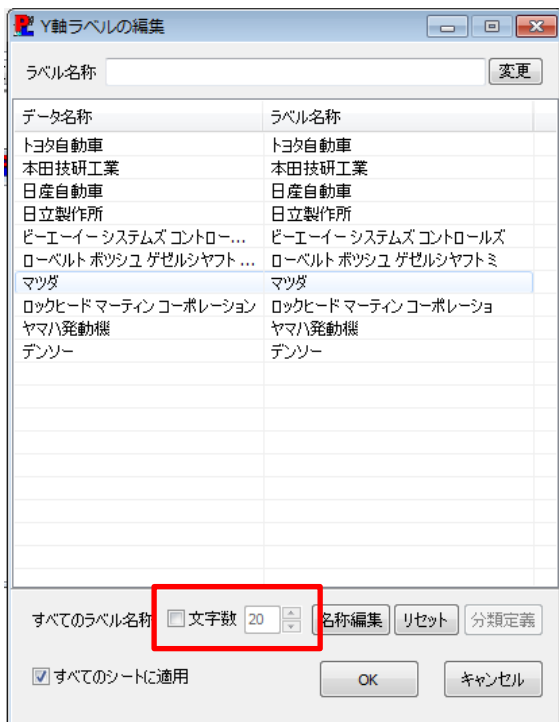 Y軸ラベルの編集
ラベル名称 変更
データ名称 ラベル名称
トヨタ自動車 トヨタ自動車
本田技研工業 本田技研工業
日産自動車 日産自動車
日立製作所 日立製作所
ビーエーイー システムズ コントロー... ビーエーイー システムズ コントロールズ
ローベルト ボツシユ ゲゼルシヤフト ... ローベルト ボツシユ ゲゼルシヤフト ミ
マツダ マツダ
ロックヒード マーティン コーポレーション ロックヒード マーティン コーポレーショ
ヤマハ発動機 ヤマハ発動機
デンソー デンソー
すべてのラベル名称 文字数 20 名称編集 リセット 分類定義
すべてのシートに適用 OK キャンセル